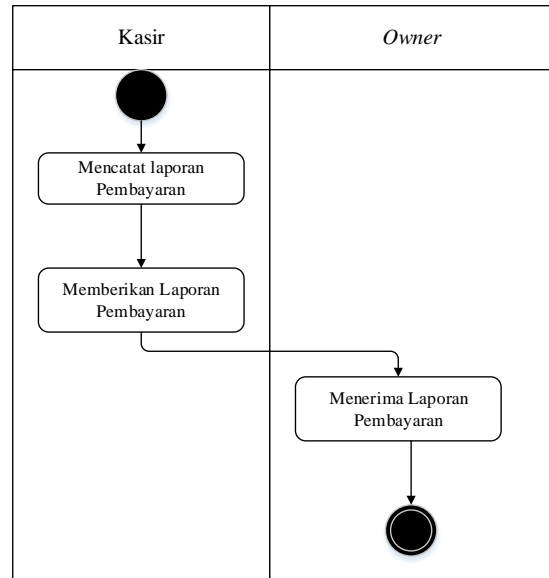 Kasir
Owner
Mencatat laporan
Pembayaran
Memberikan Laporan
Pembayaran
Menerima Laporan
Pembayaran